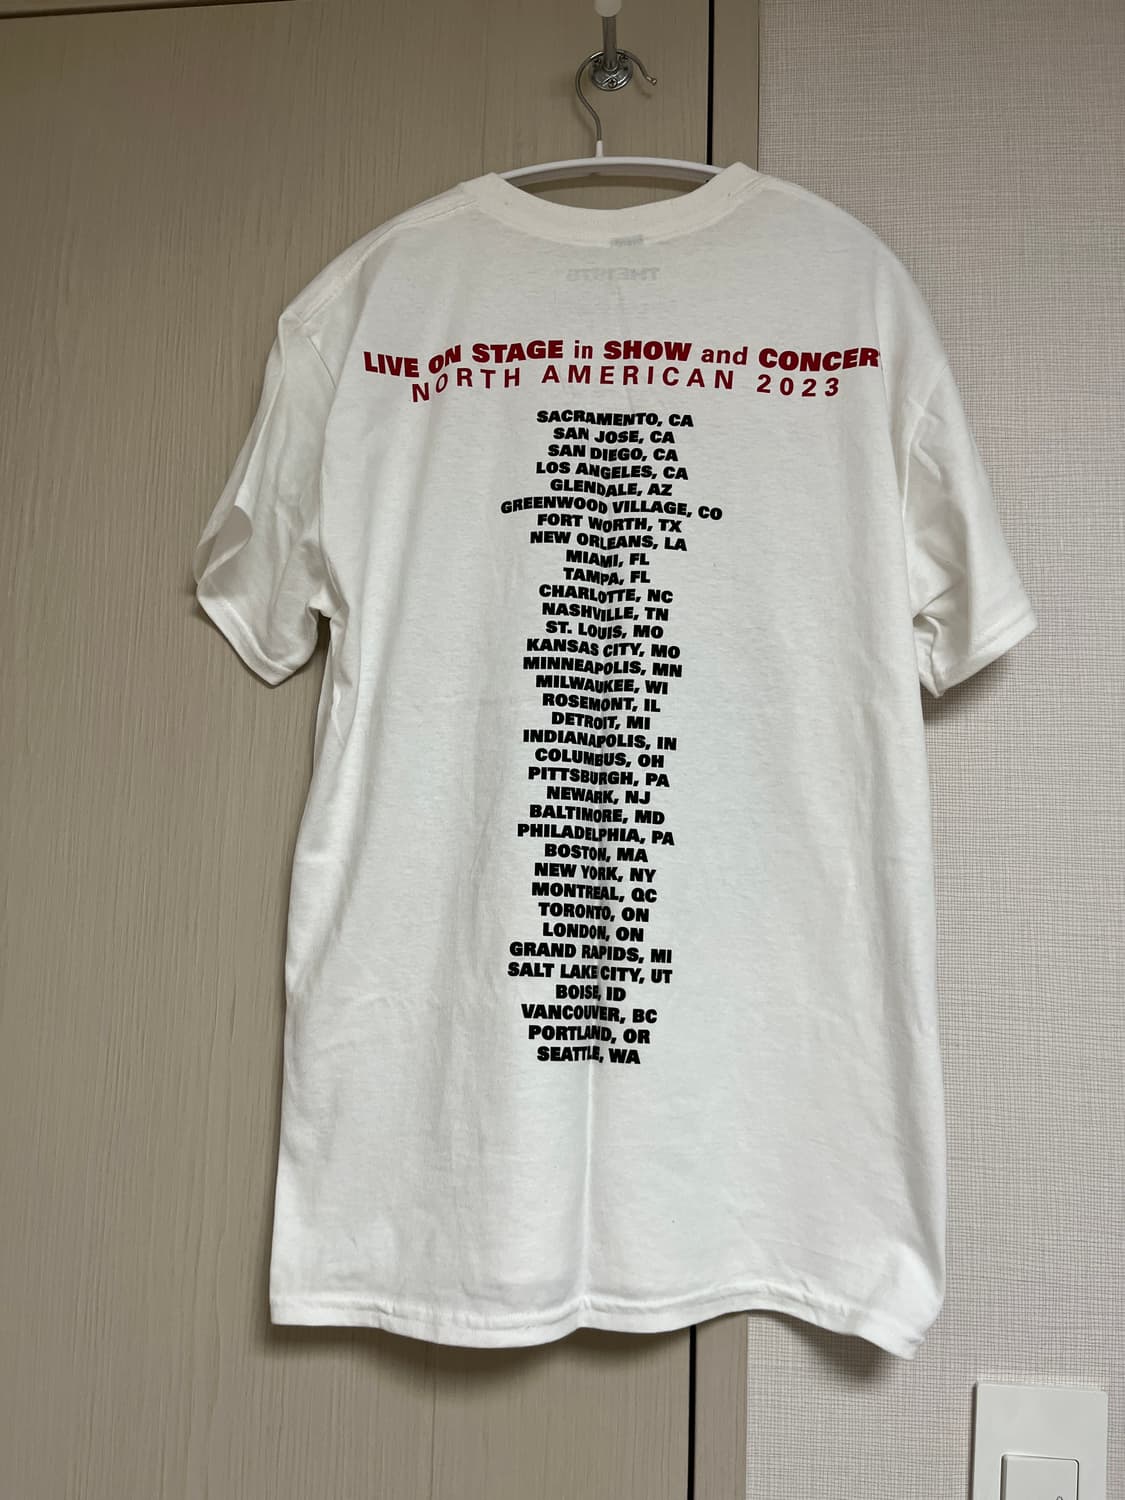 LIVE ON STAGE in SHOW and CONCER
NORTH AMERICAN 2023
SACRAMENTO, CA
SAN JOSE, CA
SAN DIEGO, CA
LOS ANGELES, CA
GLENDALE, AZ
GREENWOOD VILLAGE, CO
FORT WORTH, TX
NEW ORLEANS, LA
MIAMI, FL
TAMPA, FL
CHARLOTTE, NC
NASHVILLE, TN
ST. LOUIS, MO
KANSAS CITY, MO
MINNEAPOLIS, MN
MILWAUKEE, WI
ROSEMONT, IL
DETROIT, MI
INDIANAPOLIS, IN
COLUMBUS, OH
PITTSBURGH, PA
NEWARK, NJ
BALTIMORE, MD
PHILADELPHIA, PA
BOSTON, MA
NEW YORK, NY
MONTREAL, QC
TORONTO, ON
LONDON, ON
GRAND RAPIDS, MI
SALT LAKE CITY, UT
BOISE, ID
VANCOUVER, BC
PORTLAND, OR
SEATTLE, WA